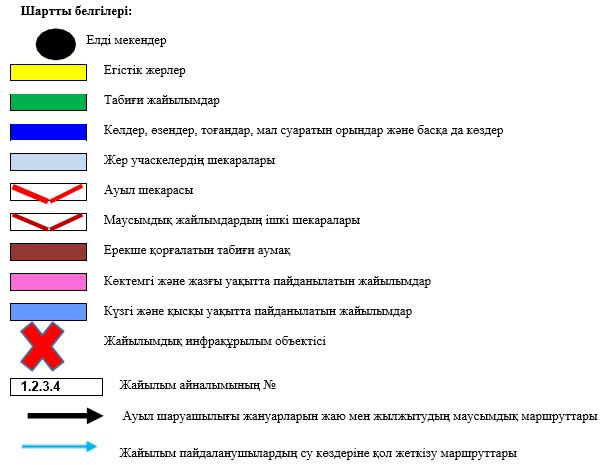 Шартты белгілері:
Елді мекендер
Егістік жерлер
Табиғи жайылымдар
Көлдер, өзендер, тоғандар, мал суаратын орындар және басқа да көздер
Жер учаскелердің шекаралары
Ауыл шекарасы
Маусымдық жайлымдардың ішкі шекаралары
Ерекше қорғалатын табиғи аумақ
Көктемгі және жазғы уақытта пайданылатын жайылымдар
Күзгі және қысқы уақытта пайданылатын жайылымдар
Жайылымдық инфрақұрылым объектісі
1.2.3.4 Жайылым айналымының №
Ауыл шаруашылығы жануарларын жаю мен жылжытудың маусымдық маршруттары
Жайылым пайдаланушылардың су көздеріне қол жеткізу маршруттары